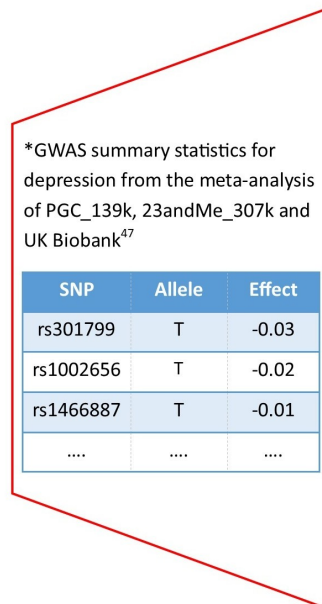 *GWAS summary statistics for
depression from the meta-analysis
of PGC_139k, 23andMe_307k and
UK Biobank47
SNP Allele Effect
rs301799 T -0.03
rs1002656 T -0.02
rs1466887 T -0.01
.... .... ....